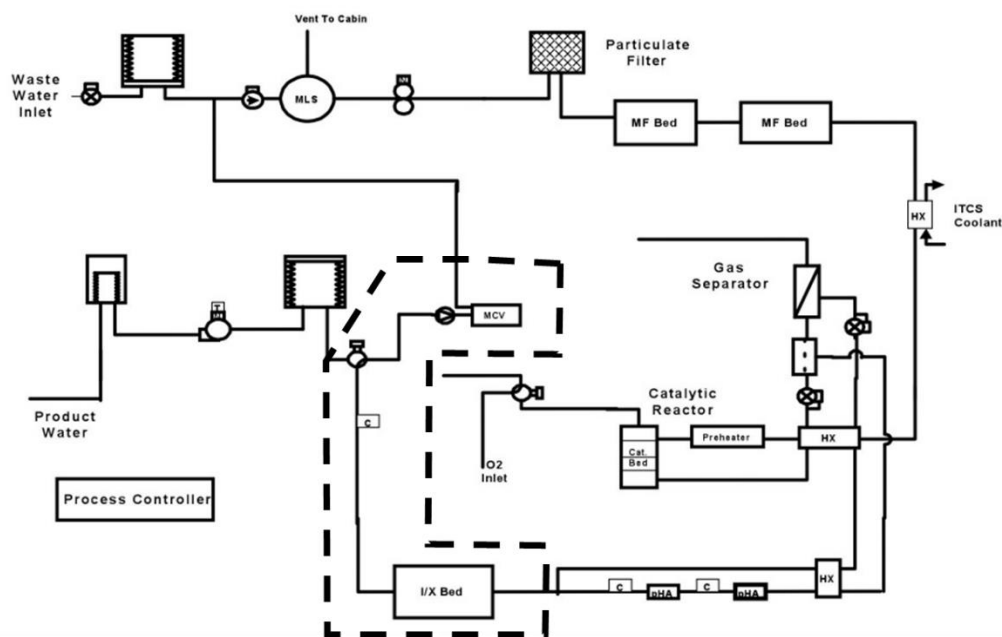 Vent To Cabin
Waste
Water
Inlet
MLS
Particulate
Filter
MF Bed
MF Bed
HX
ITCS
Coolant
Gas
Separator
MCV
Product
Water
C
O2
Inlet
Catalytic
Reactor
Cat.
Bed
Preheater
HX
Process Controller
I/X Bed
C
pHA
C
pHA
HX